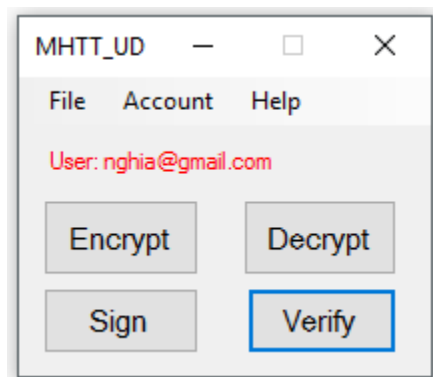 MHTT_UD
File Account Help
User: nghia@gmail.com
Encrypt Decrypt
Sign Verify